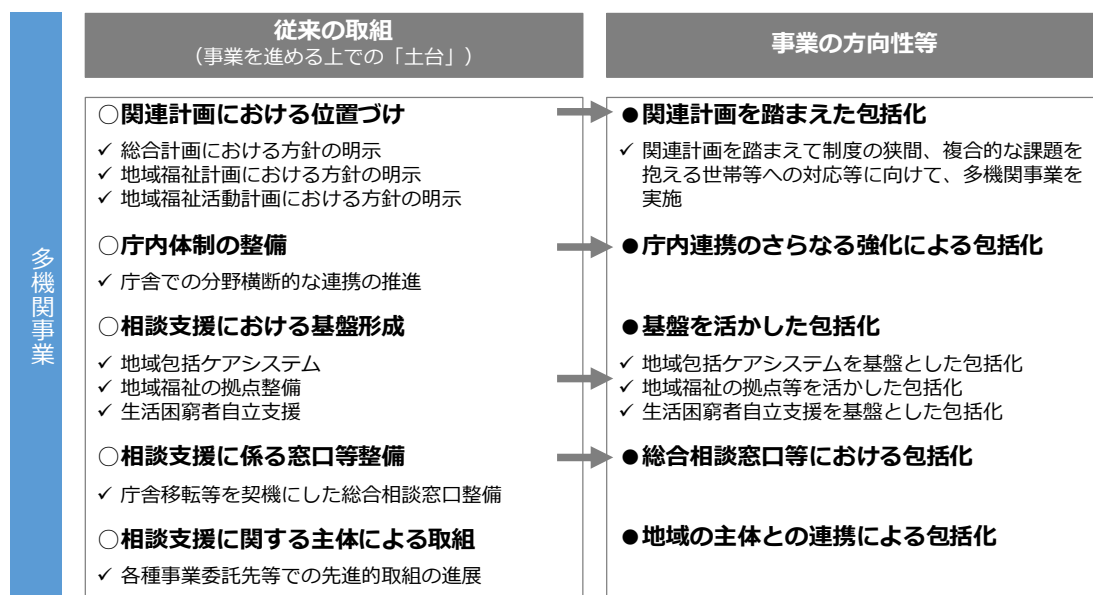 多機関事業
従来の取組
（事業を進める上での「土台」）
事業の方向性等
○関連計画における位置づけ
✓ 総合計画における方針の明示
✓ 地域福祉計画における方針の明示
✓ 地域福祉活動計画における方針の明示
●関連計画を踏まえた包括化
✓ 関連計画を踏まえて制度の狭間、複合的な課題を
抱える世帯等への対応等に向けて、多機関事業を
実施
○庁内体制の整備
✓ 庁舎での分野横断的な連携の推進
●庁内連携のさらなる強化による包括化
○相談支援における基盤形成
✓ 地域包括ケアシステム
✓ 地域福祉の拠点整備
✓ 生活困窮者自立支援
●基盤を活かした包括化
✓ 地域包括ケアシステムを基盤とした包括化
✓ 地域福祉の拠点等を活かした包括化
✓ 生活困窮者自立支援を基盤とした包括化
○相談支援に係る窓口等整備
✓ 庁舎移転等を契機にした総合相談窓口整備
●総合相談窓口等における包括化
○相談支援に関する主体による取組
✓ 各種事業委託先等での先進的取組の進展
●地域の主体との連携による包括化